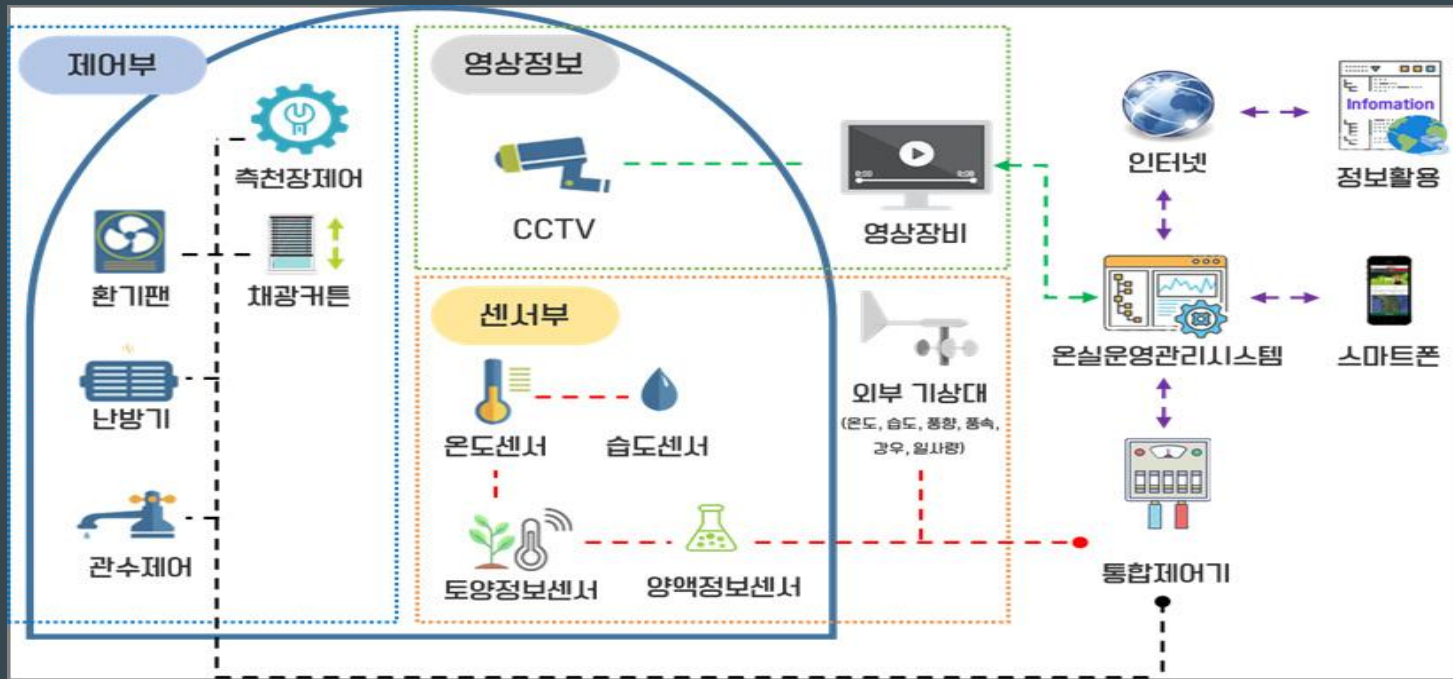 제어부
측천장제어
환기팬
채광커튼
난방기
관수제어
영상정보
CCTV
0:00
0:00
영상장비
센서부
온도센서
습도센서
토양정보센서
양액정보센서
외부 기상대
(온도, 습도, 풍향, 풍속,
강우, 일사량)
인터넷
Infomation
정보활용
온실운영관리시스템
스마트폰
통합제어기